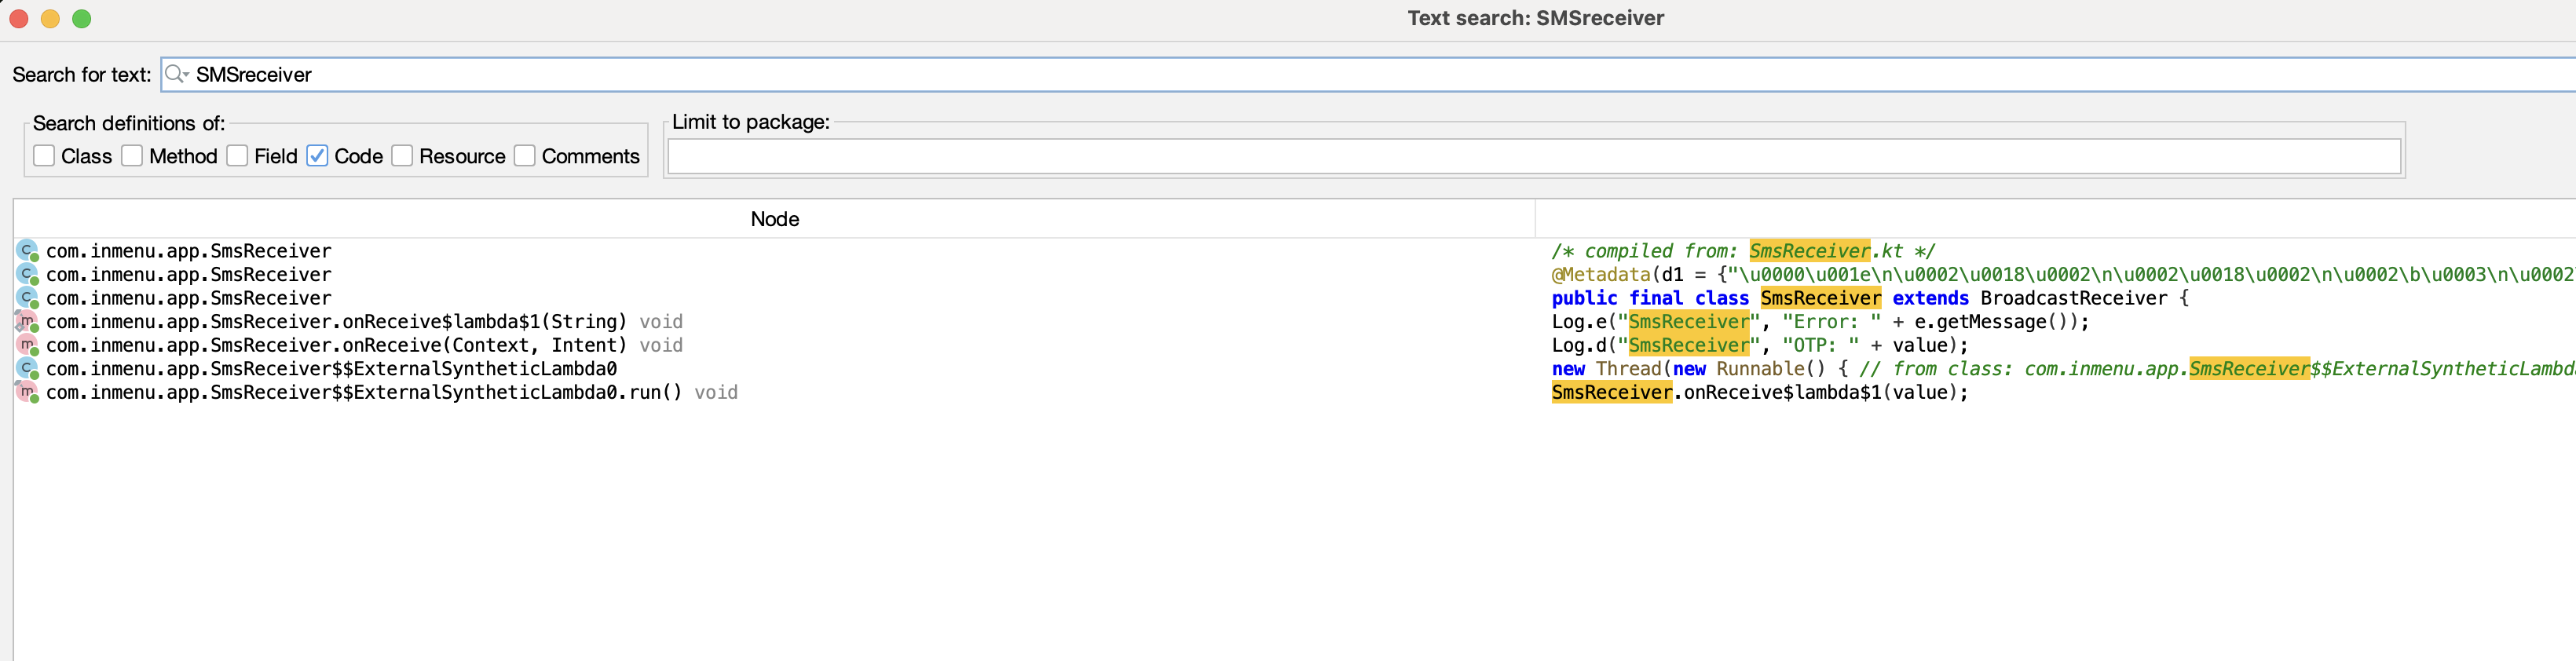 Text search: SMSreceiver
Search for text: SMSreceiver
Search definitions of:
Limit to package:
Class Method Field Code Resource Comments
Node
com.inmenu.app.SmsReceiver /* compiled from: SmsReceiver.kt */
com.inmenu.app.SmsReceiver @Metadata(d1 = {"\u0000\u001e\n\u0002\u0018\u0002\n\u0002\u0018\u0002\n\u0002\b\u0003\n\u0002
com.inmenu.app.SmsReceiver public final class SmsReceiver extends BroadcastReceiver {
com.inmenu.app.SmsReceiver.onReceive$lambda$1(String) void Log.e("SmsReceiver", "Error: " + e.getMessage());
com.inmenu.app.SmsReceiver.onReceive(Context, Intent) void Log.d("SmsReceiver", "OTP: " + value);
com.inmenu.app.SmsReceiver$$ExternalSyntheticLambda0 new Thread(new Runnable() { // from class: com.inmenu.app.SmsReceiver$$ExternalSyntheticLambd
com.inmenu.app.SmsReceiver$$ExternalSyntheticLambda0.run() void SmsReceiver.onReceive$lambda$1(value);